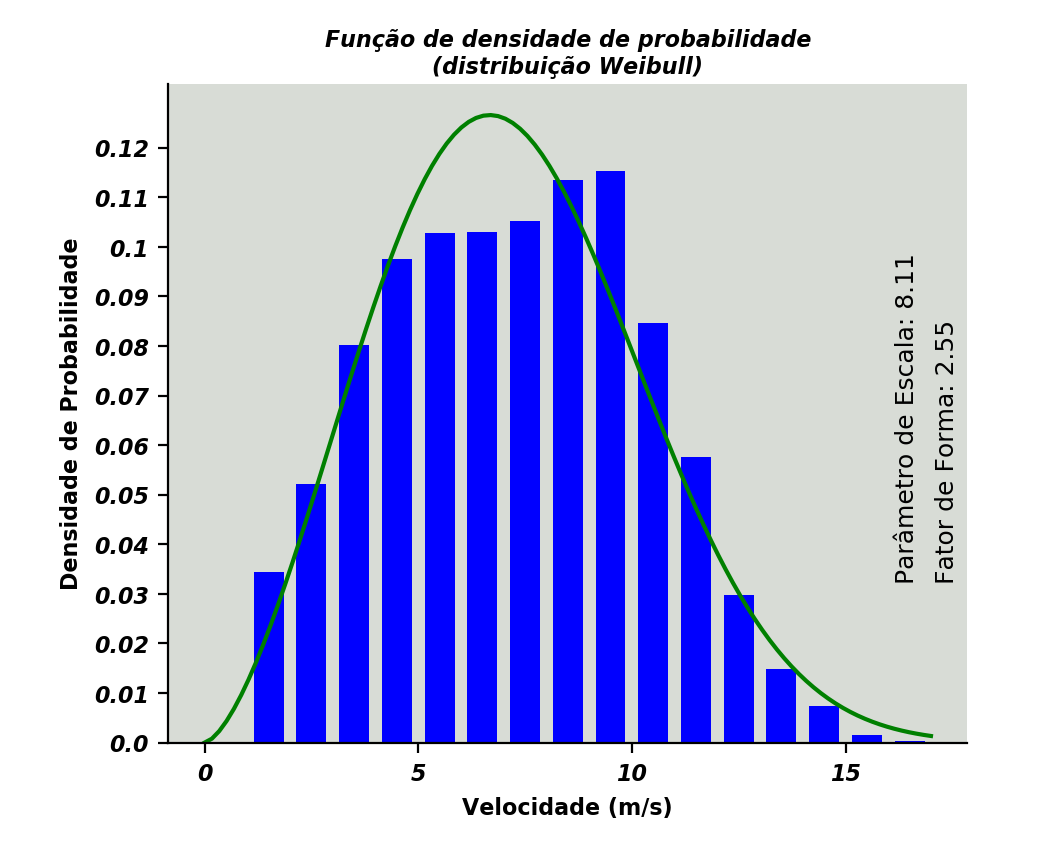 Função de densidade de probabilidade
(distribuição Weibull)
Densidade de Probabilidade
0.12
0.11
0.1
0.09
0.08
0.07
0.06
0.05
0.04
0.03
0.02
0.01
0.0
Parâmetro de Escala: 8.11
Fator de Forma: 2.55
0
5
10
15
Velocidade (m/s)